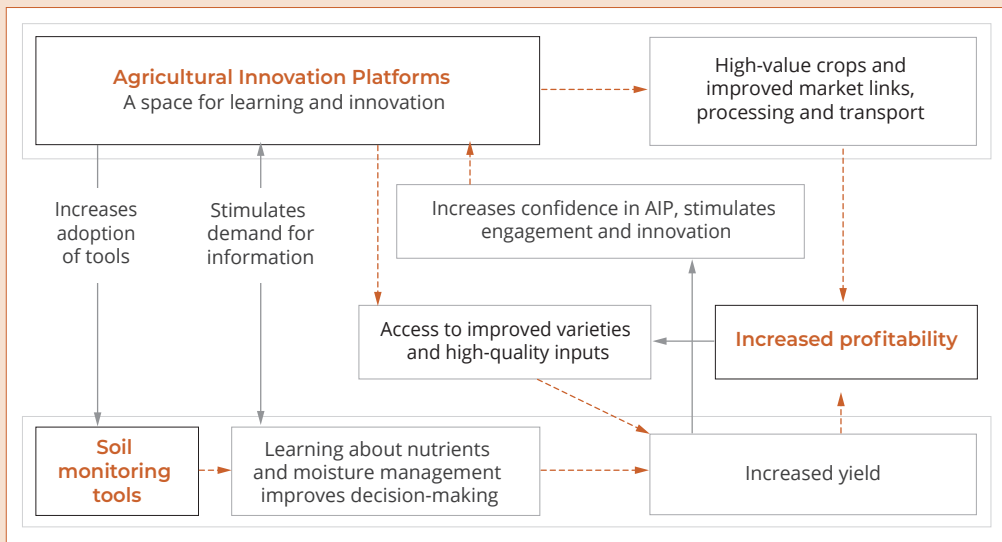 Agricultural Innovation Platforms
A space for learning and innovation
High-value crops and
improved market links,
processing and transport
Increases
adoption
of tools
Stimulates
demand for
information
Increases confidence in AIP, stimulates
engagement and innovation
Access to improved varieties
and high-quality inputs
Increased profitability
Soil
monitoring
tools
Learning about nutrients
and moisture management
improves decision-making
Increased yield